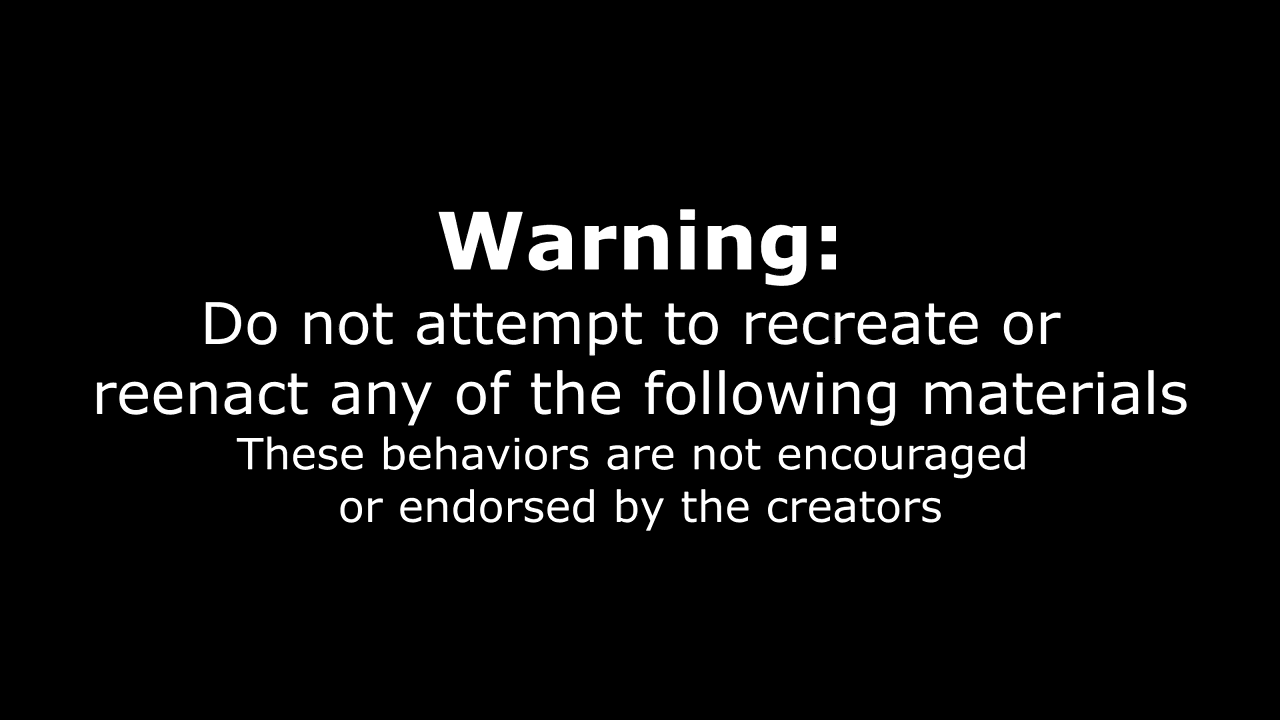 Warning:
Do not attempt to recreate or
reenact any of the following materials
These behaviors are not encouraged
or endorsed by the creators